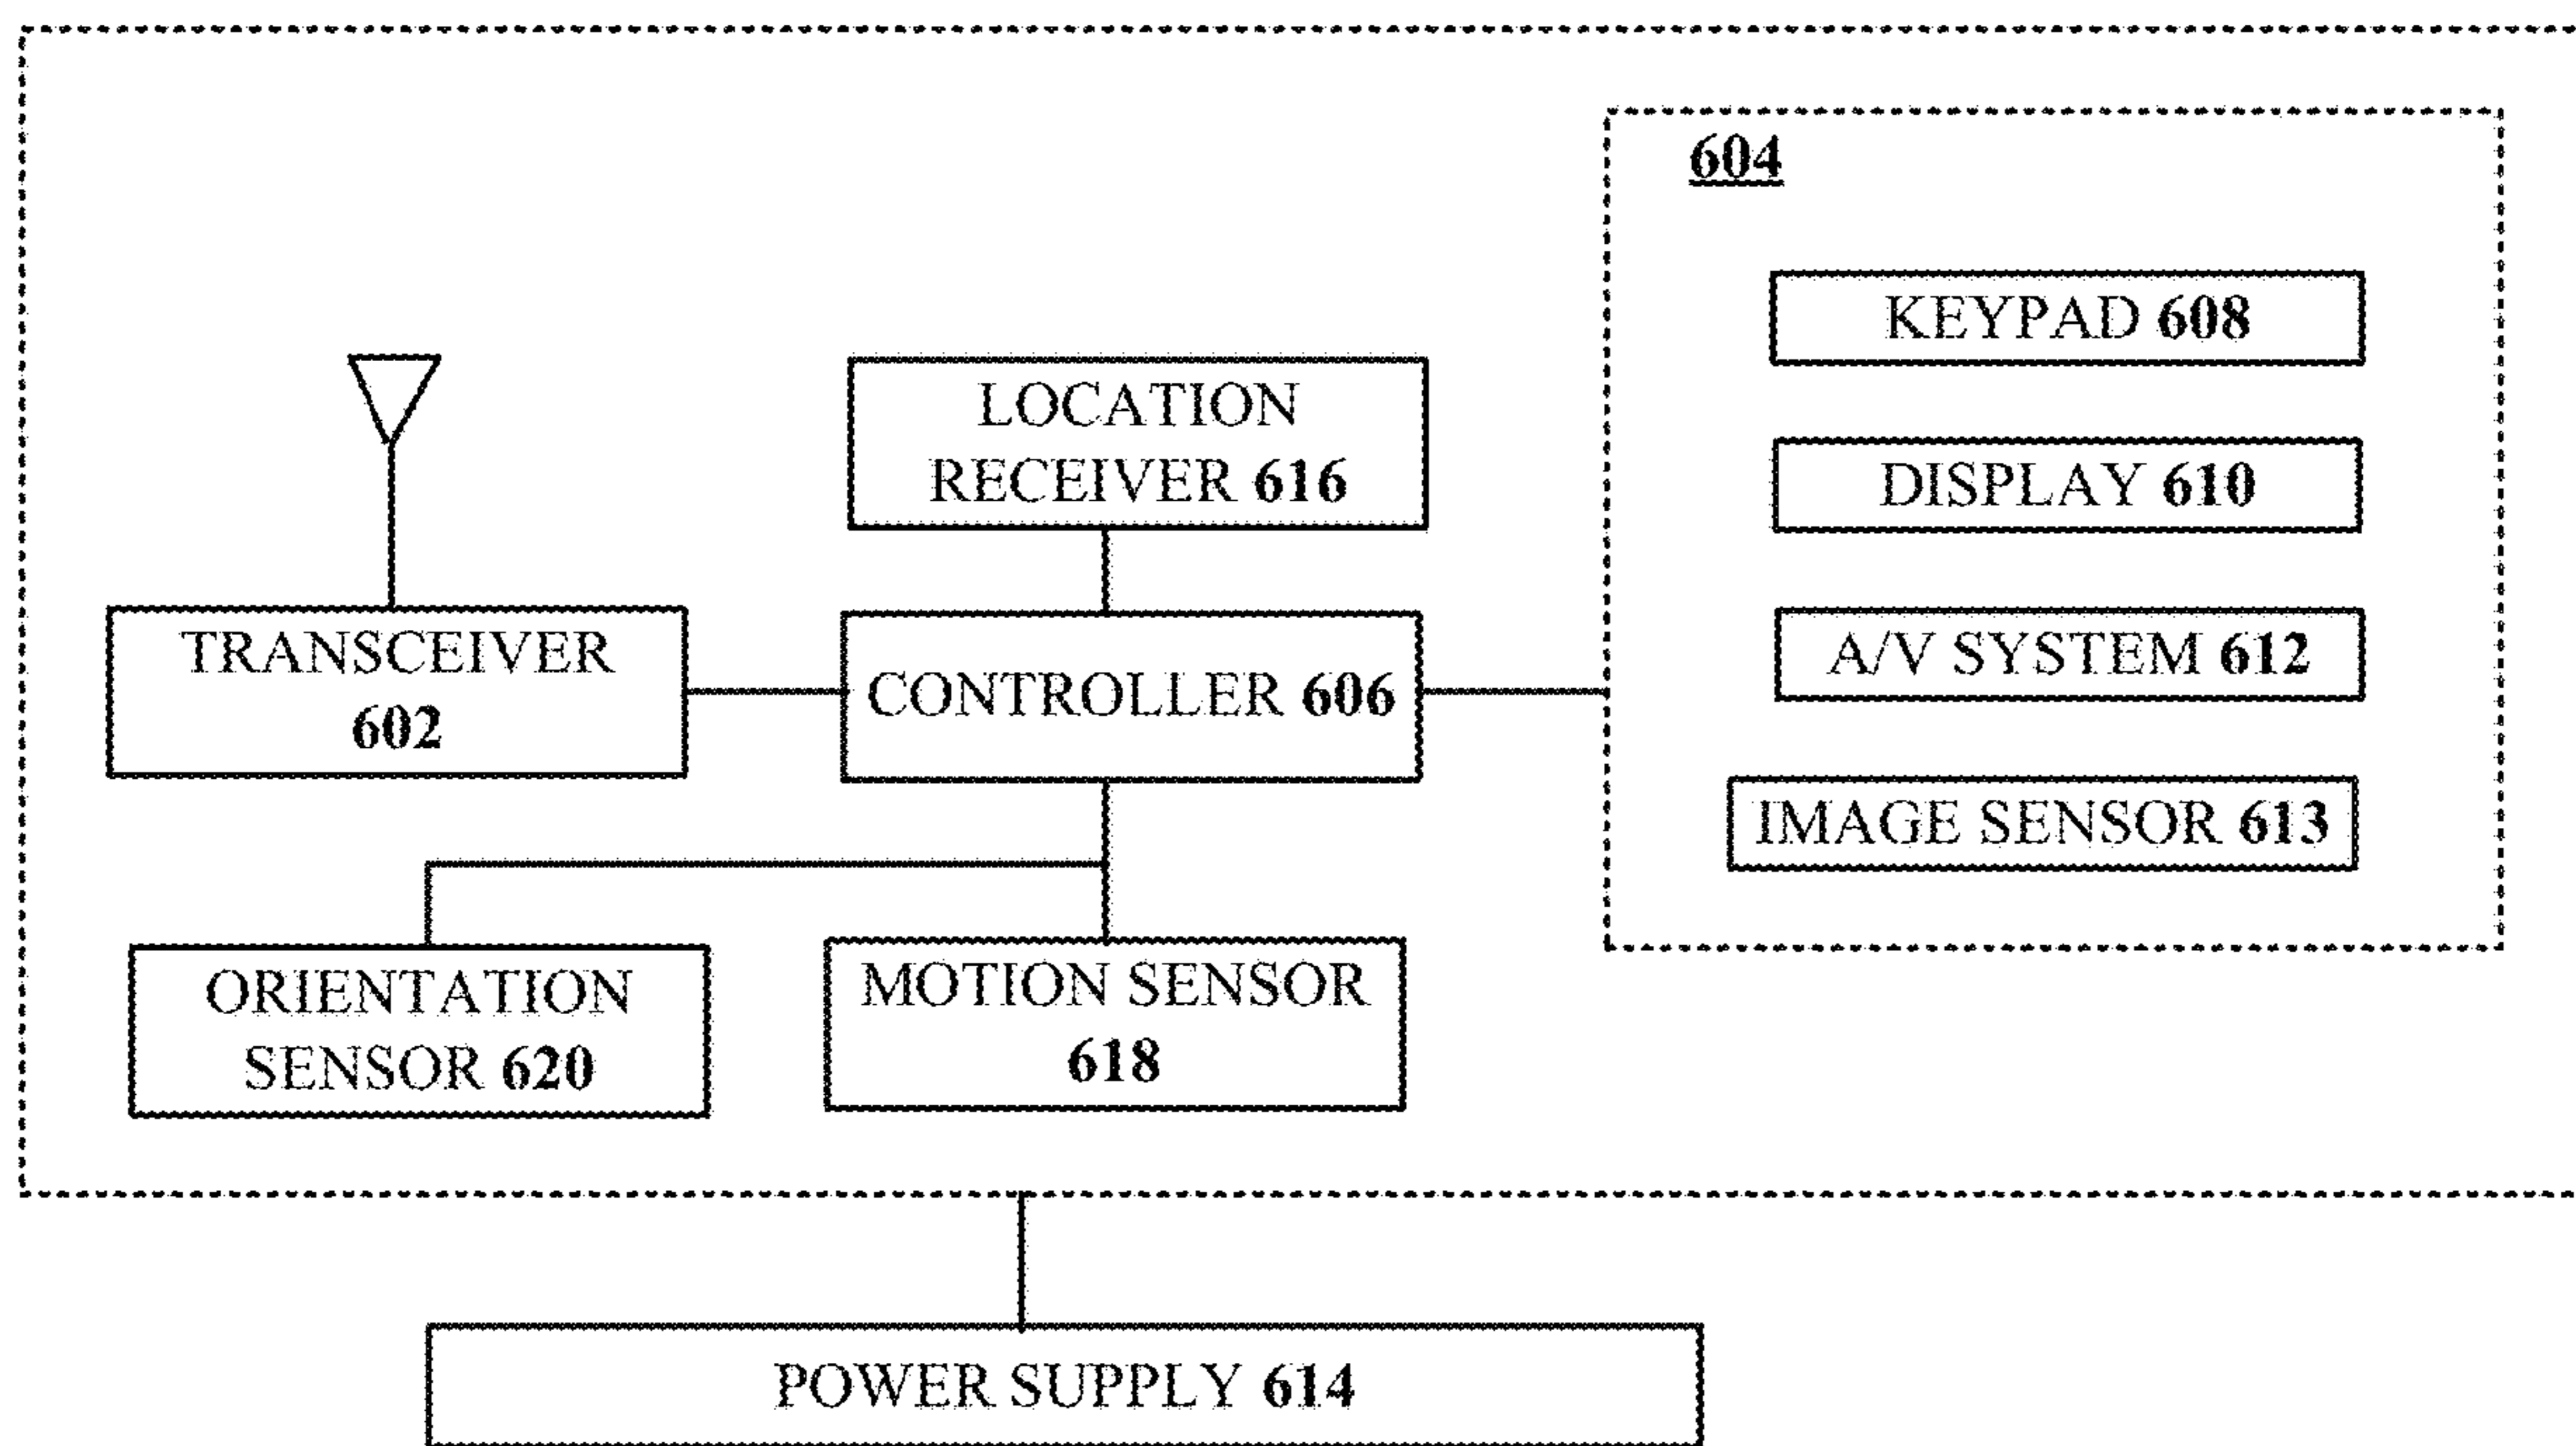 604
KEYPAD 608
LOCATION
RECEIVER 616
DISPLAY 610
TRANSCEIVER
602
CONTROLLER 606
A/V SYSTEM 612
IMAGE SENSOR 613
ORIENTATION
SENSOR 620
MOTION SENSOR
618
POWER SUPPLY 614